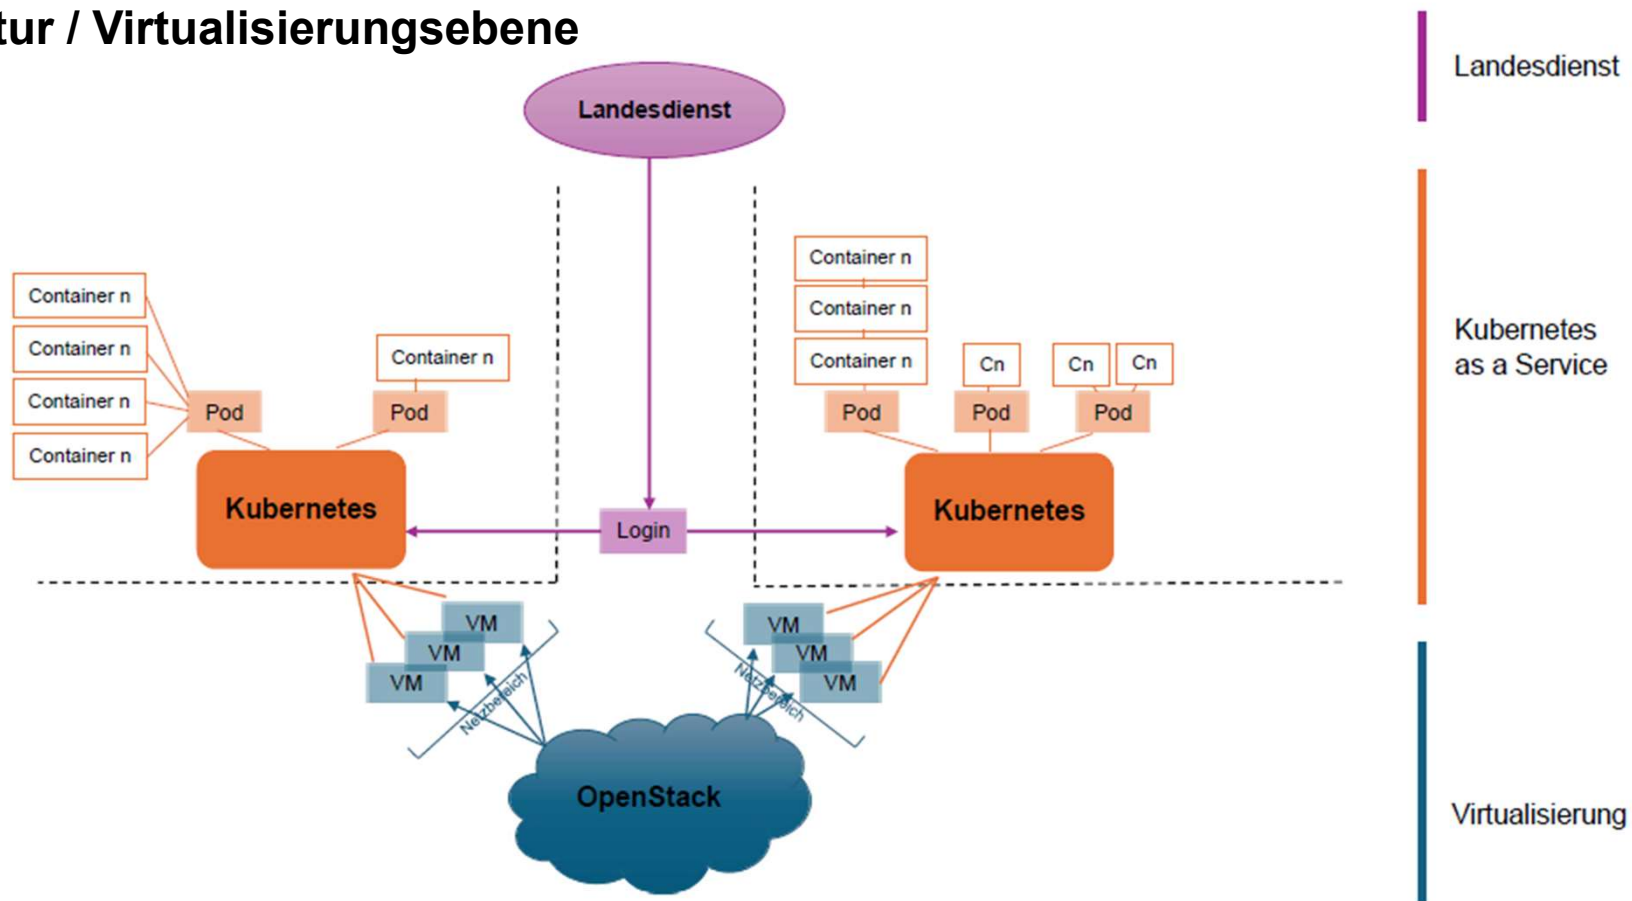 tur / Virtualisierungsebene
Landesdienst
Landesdienst
Container n
Container n
Container n
Container n
Container n
Pod
Pod
Kubernetes
Container n
Container n
Container n
Cn
Cn
Cn
Pod
Pod
Pod
Kubernetes
Kubernetes
as a Service
Login
VM
VM
VM
Netzbereich
VM
VM
VM
Netzbereich
OpenStack
Virtualisierung